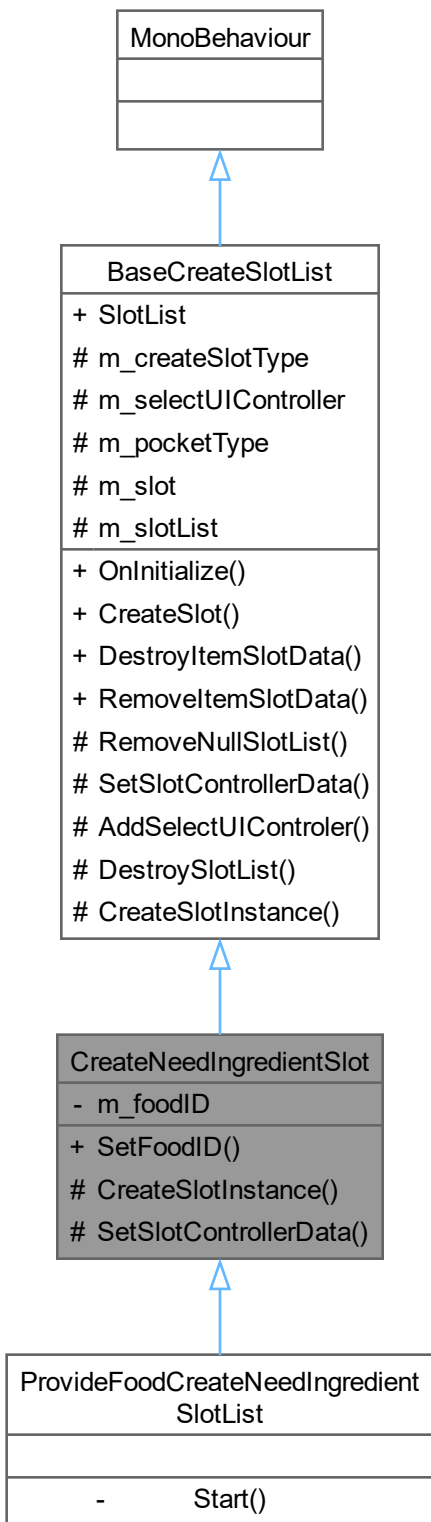 MonoBehaviour
BaseCreateSlotList
+ SlotList
# m_createSlotType
# m_selectUIController
# m_pocketType
# m_slot
# m_slotList
+ OnInitialize()
+ CreateSlot()
+ DestroyItemSlotData()
+ RemoveItemSlotData()
# RemoveNullSlotList()
# SetSlotControllerData()
# AddSelectUIControler()
# DestroySlotList()
# CreateSlotInstance()
CreateNeedIngredientSlot
- m_foodID
+ SetFoodID()
# CreateSlotInstance()
# SetSlotControllerData()
ProvideFoodCreateNeedIngredient
SlotList
- Start()